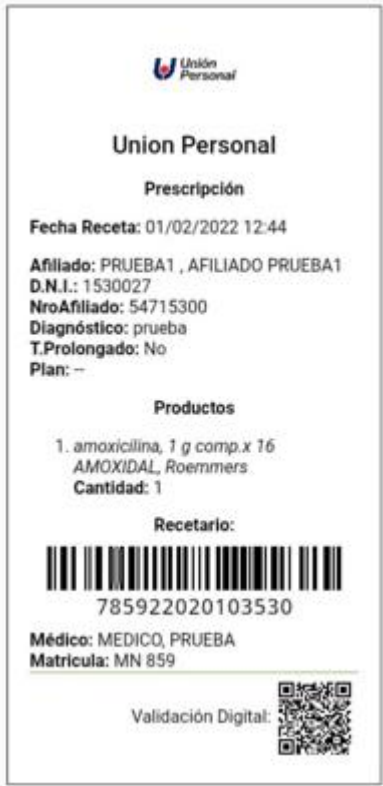 Unión
Personal
Union Personal
Prescripción
Fecha Receta: 01/02/2022 12:44
Afiliado: PRUEBA1 , AFILIADO PRUEBA1
D.N.I.: 1530027
NroAfiliado: 54715300
Diagnóstico: prueba
T.Prolongado: No
Plan: --
Productos
1. amoxicilina, 1 g comp.x 16
AMOXIDAL, Roemmers
Cantidad: 1
Recetario:
785922020103530
Médico: MEDICO, PRUEBA
Matricula: MN 859
Validación Digital: